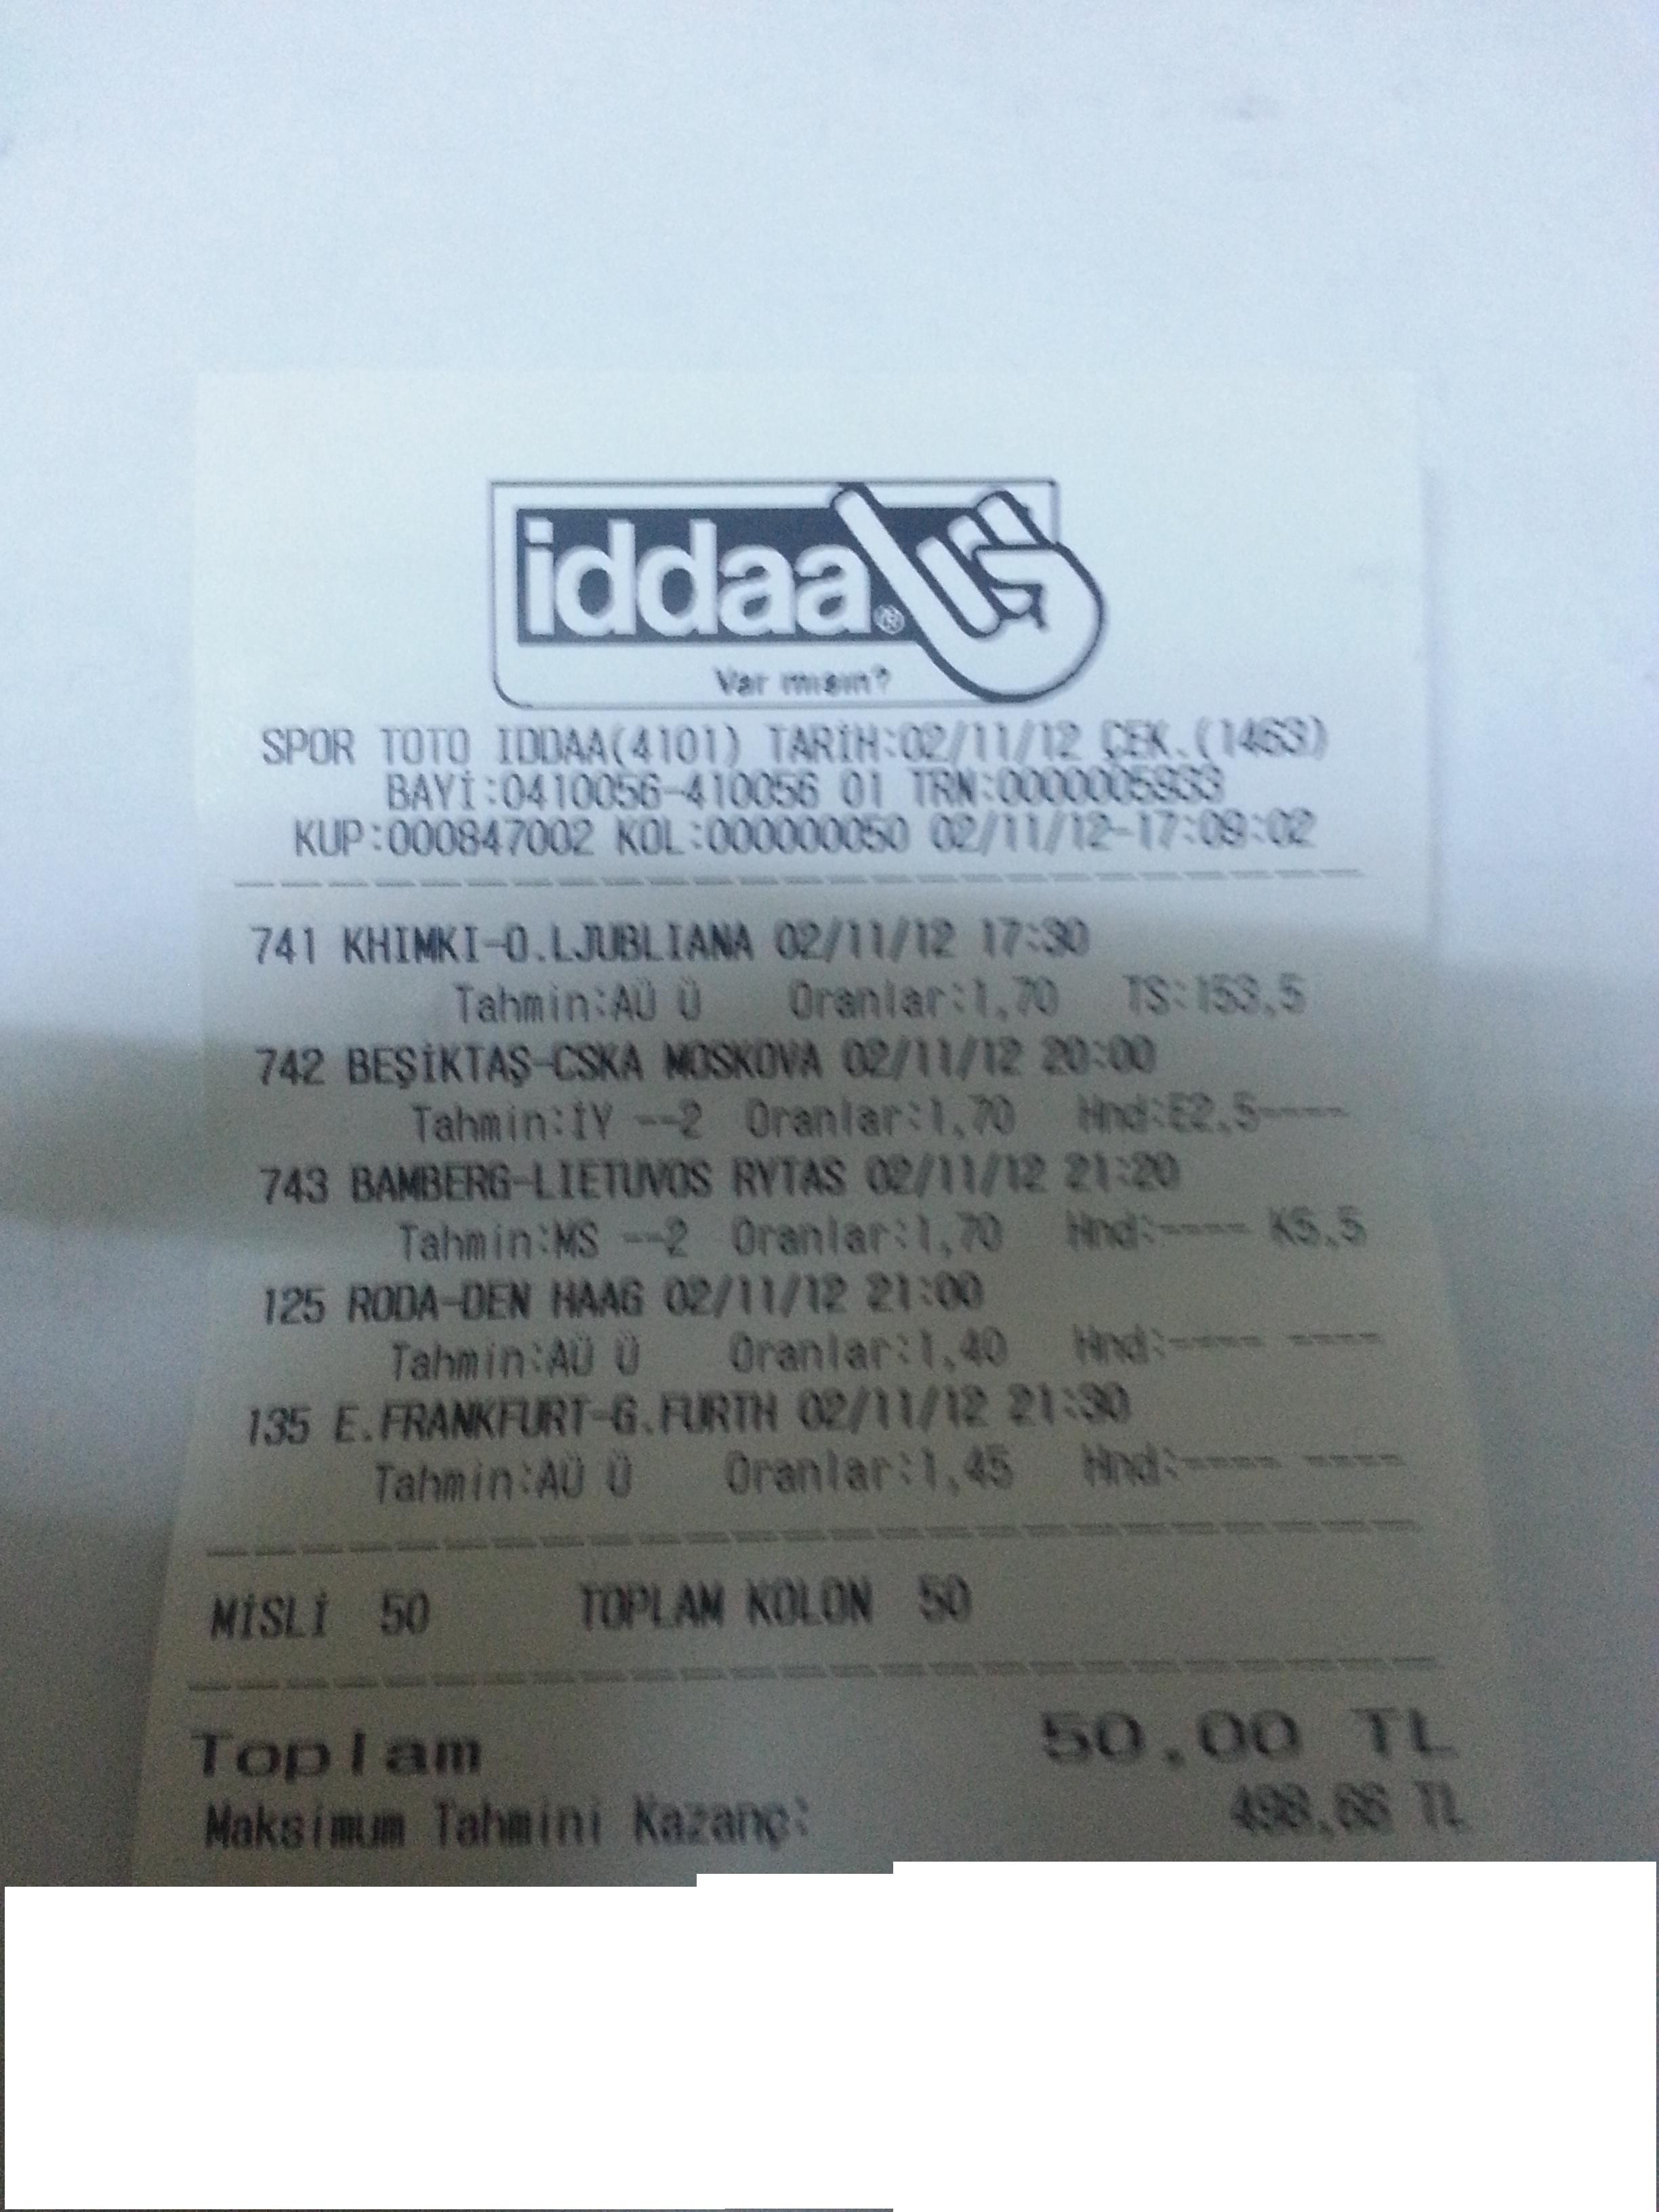 iddaa®
Var mısın?
SPOR TOTO IDDAA(4101) TARİH:02/11/12 ÇEK.(1463)
BAYİ:0410056-410056 01 TRN:0000005933
KUP:000847002 KOL:000000050 02/11/12-17:09:02
741 KHIMKI-O.LJUBLIANA 02/11/12 17:30
Tahmin:AÜ Ü Oranlar:1,70 TS:153,5
742 BEŞİKTAŞ-CSKA MOSKOVA 02/11/12 20:00
Tahmin:İY --2 Oranlar:1,70 Hnd:E2,5----
743 BAMBERG-LIETUVOS RYTAS 02/11/12 21:20
Tahmin:MS --2 Oranlar:1,70 Hnd:---- K5,5
125 RODA-DEN HAAG 02/11/12 21:00
Tahmin:AÜ Ü Oranlar:1,40 Hnd:---- ----
135 E.FRANKFURT-G.FURTH 02/11/12 21:30
Tahmin:AÜ Ü Oranlar:1,45 Hnd:---- ----
MİSLİ 50 TOPLAM KOLON 50
Toplam 50,00 TL
Maksimum Tahmini Kazanç: 498,66 TL